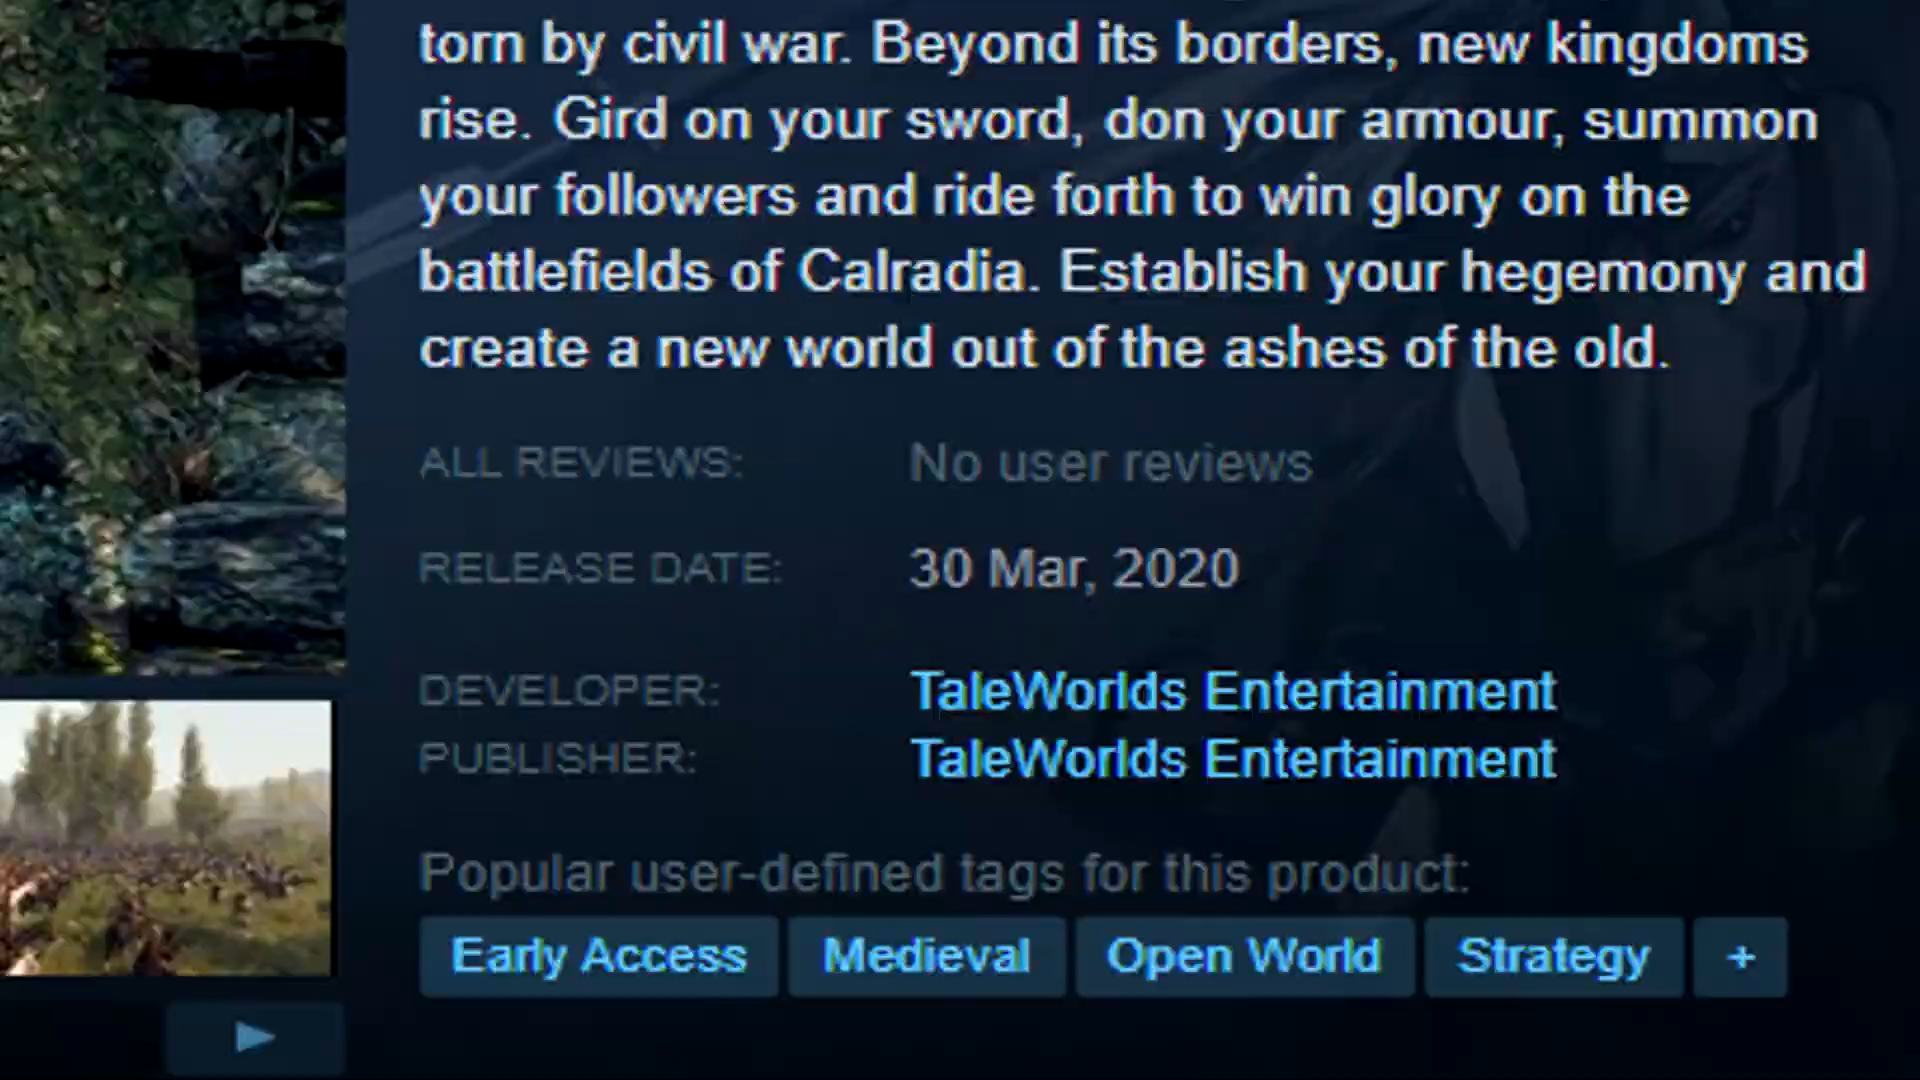 torn by civil war. Beyond its borders, new kingdoms
rise. Gird on your sword, don your armour, summon
your followers and ride forth to win glory on the
battlefields of Calradia. Establish your hegemony and
create a new world out of the ashes of the old.
ALL REVIEWS: No user reviews
RELEASE DATE: 30 Mar, 2020
DEVELOPER: TaleWorlds Entertainment
PUBLISHER: TaleWorlds Entertainment
Popular user-defined tags for this product:
Early Access Medieval Open World Strategy +